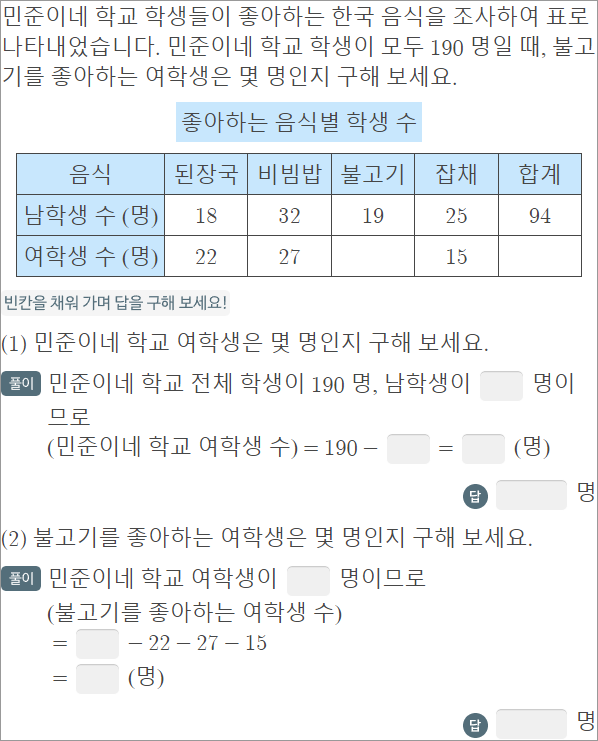 민준이네 학교 학생들이 좋아하는 한국 음식을 조사하여 표로
나타내었습니다. 민준이네 학교 학생이 모두 190 명일 때, 불고
기를 좋아하는 여학생은 몇 명인지 구해 보세요.
좋아하는 음식별 학생 수
음식 된장국 비빔밥 불고기 잡채 합계
남학생 수 (명) 18 32 19 25 94
여학생 수 (명) 22 27 15
빈칸을 채워 가며 답을 구해 보세요!
(1) 민준이네 학교 여학생은 몇 명인지 구해 보세요.
풀이 민준이네 학교 전체 학생이 190 명, 남학생이 명이
므로
(민준이네 학교 여학생 수) = 190 − = (명)
답 명
(2) 불고기를 좋아하는 여학생은 몇 명인지 구해 보세요.
풀이 민준이네 학교 여학생이 명이므로
(불고기를 좋아하는 여학생 수)
= − 22 − 27 − 15
= (명)
답 명